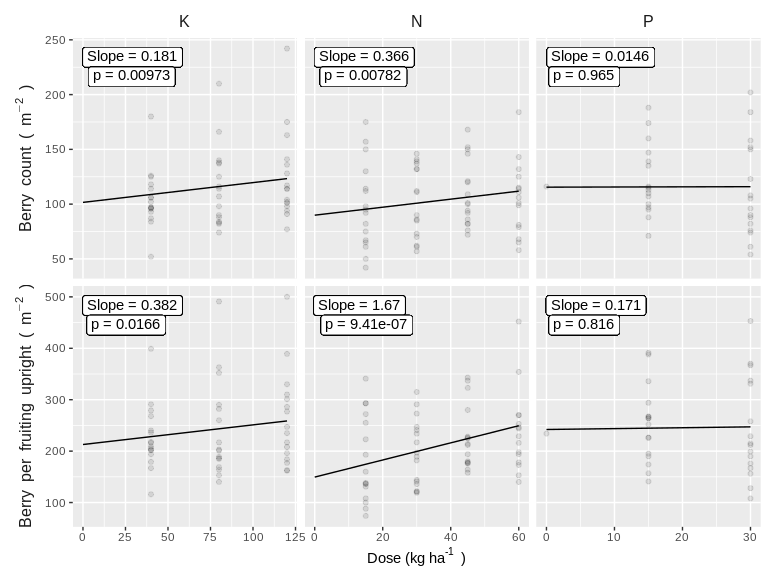 K N P
250
200
150
100
50
Berry count ( m−2 )
Slope = 0.181
p = 0.00973
Slope = 0.366
p = 0.00782
Slope = 0.0146
p = 0.965
500
400
300
200
100
Berry per fruiting upright ( m−2 )
Slope = 0.382
p = 0.0166
Slope = 1.67
p = 9.41e-07
Slope = 0.171
p = 0.816
0 25 50 75 100 125 0 20 40 60 0 10 20 30
Dose (kg ha-1 )